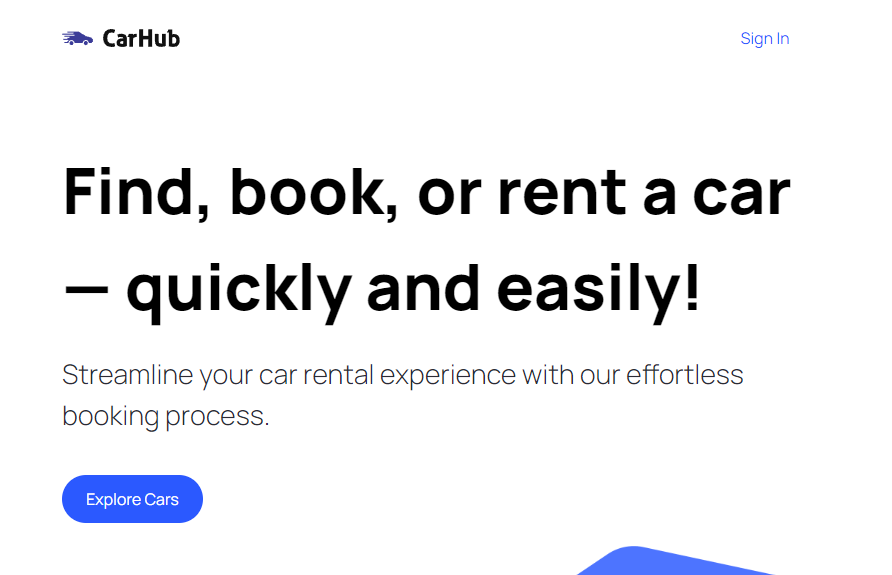 CarHub
Sign In
Find, book, or rent a car
— quickly and easily!
Streamline your car rental experience with our effortless
booking process.
Explore Cars